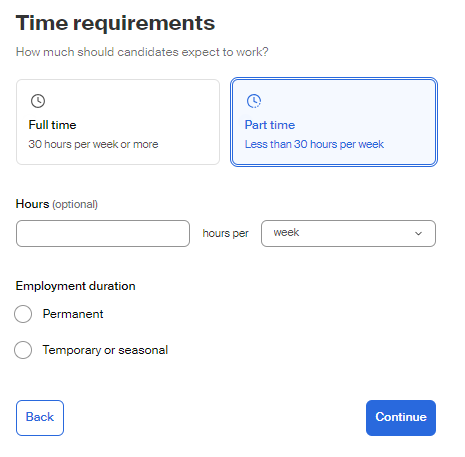 Time requirements
How much should candidates expect to work?
Full time
30 hours per week or more
Part time
Less than 30 hours per week
Hours (optional)
hours per week
Employment duration
Permanent
Temporary or seasonal
Back
Continue